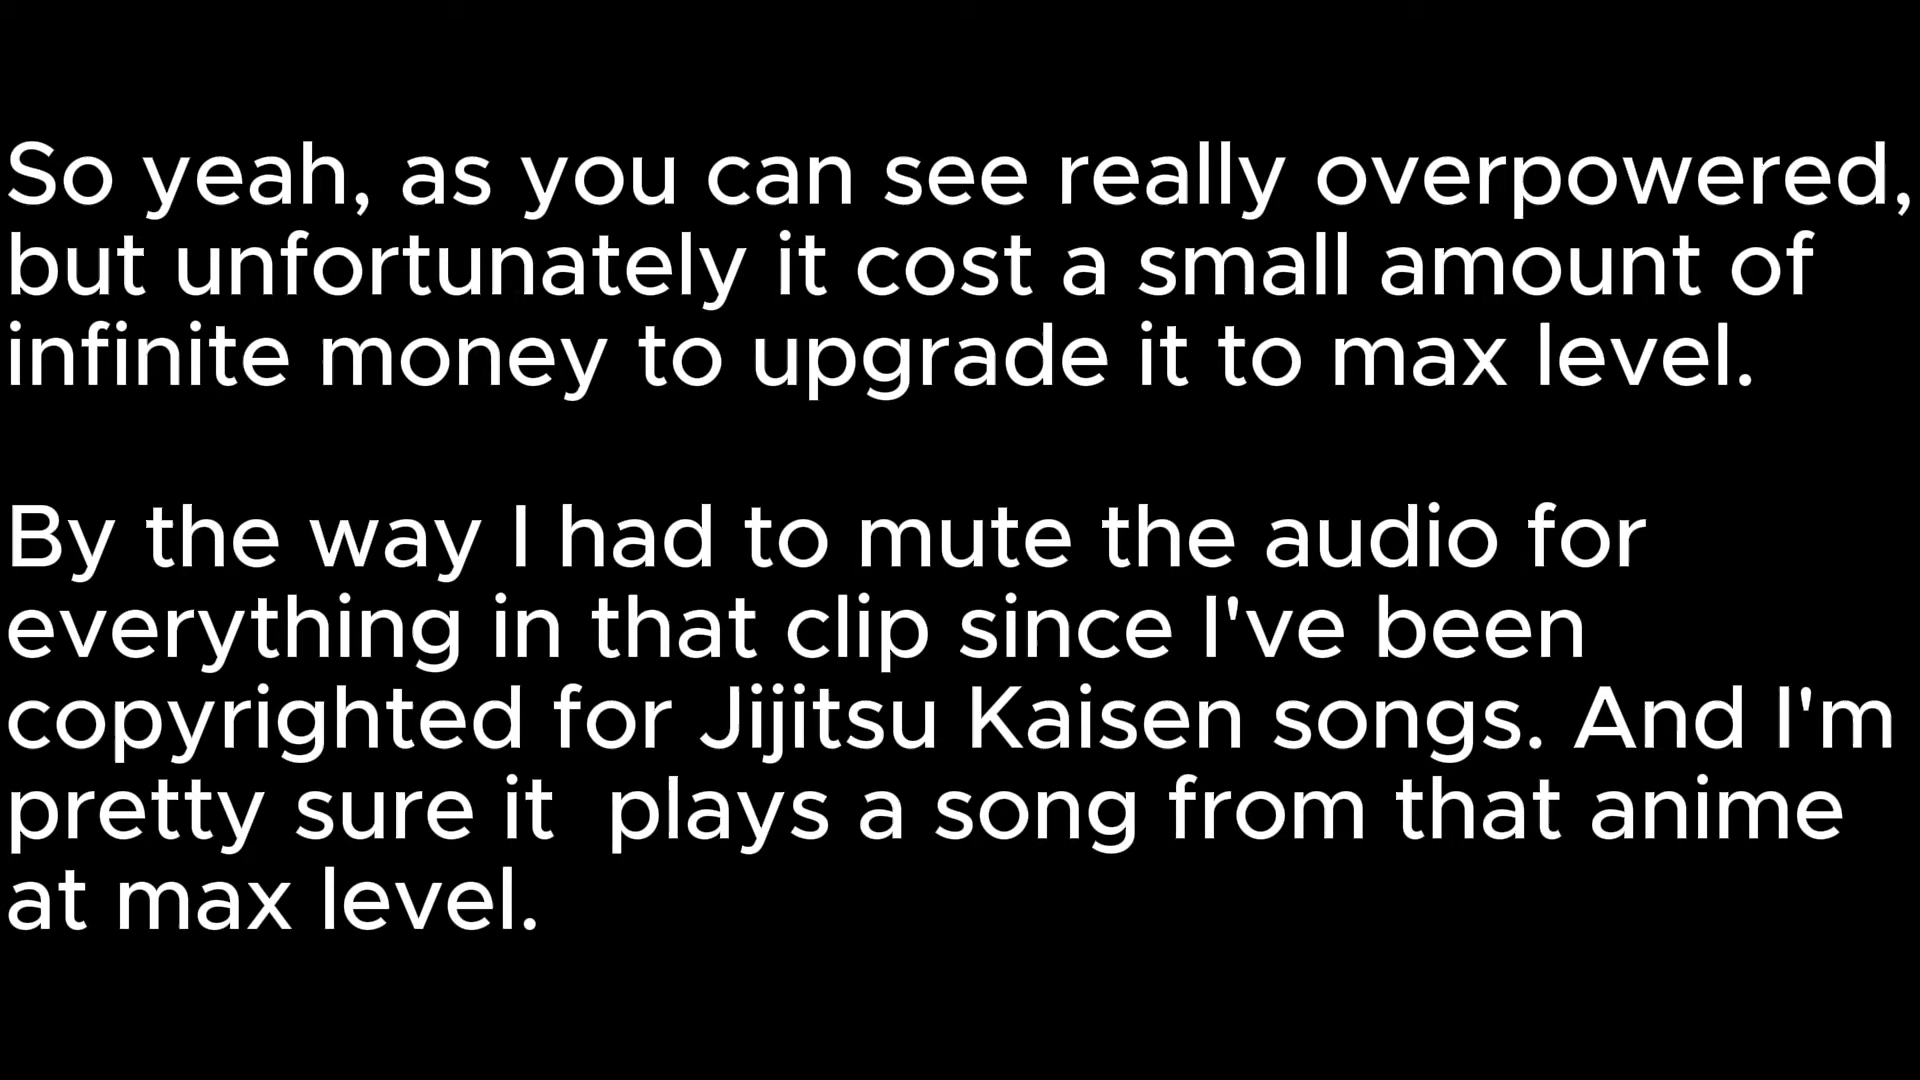 So yeah, as you can see really overpowered,
but unfortunately it cost a small amount of
infinite money to upgrade it to max level.
By the way I had to mute the audio for
everything in that clip since I've been
copyrighted for Jijitsu Kaisen songs. And I'm
pretty sure it  plays a song from that anime
at max level.